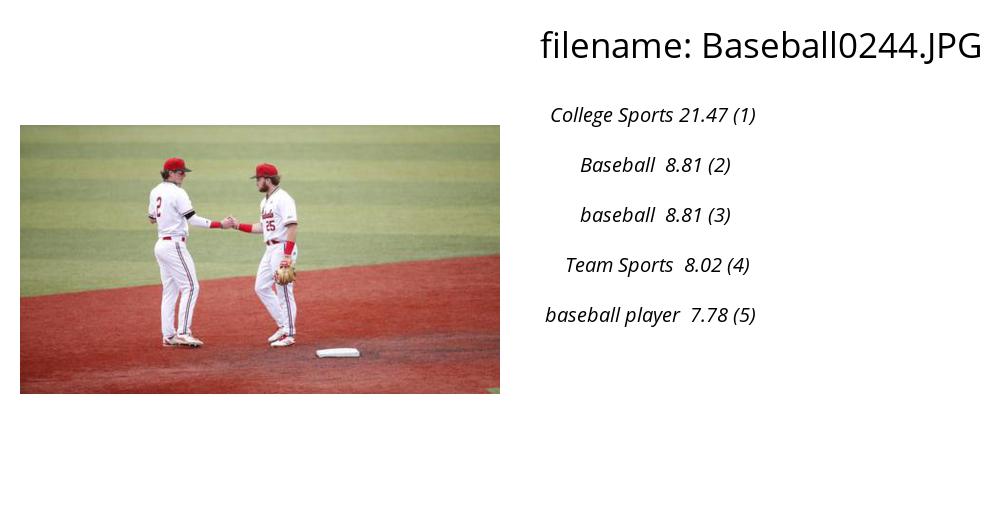 filename: Baseball0244.JPG
College Sports 21.47 (1)
Baseball 8.81 (2)
baseball 8.81 (3)
Team Sports 8.02 (4)
baseball player 7.78 (5)
2
25